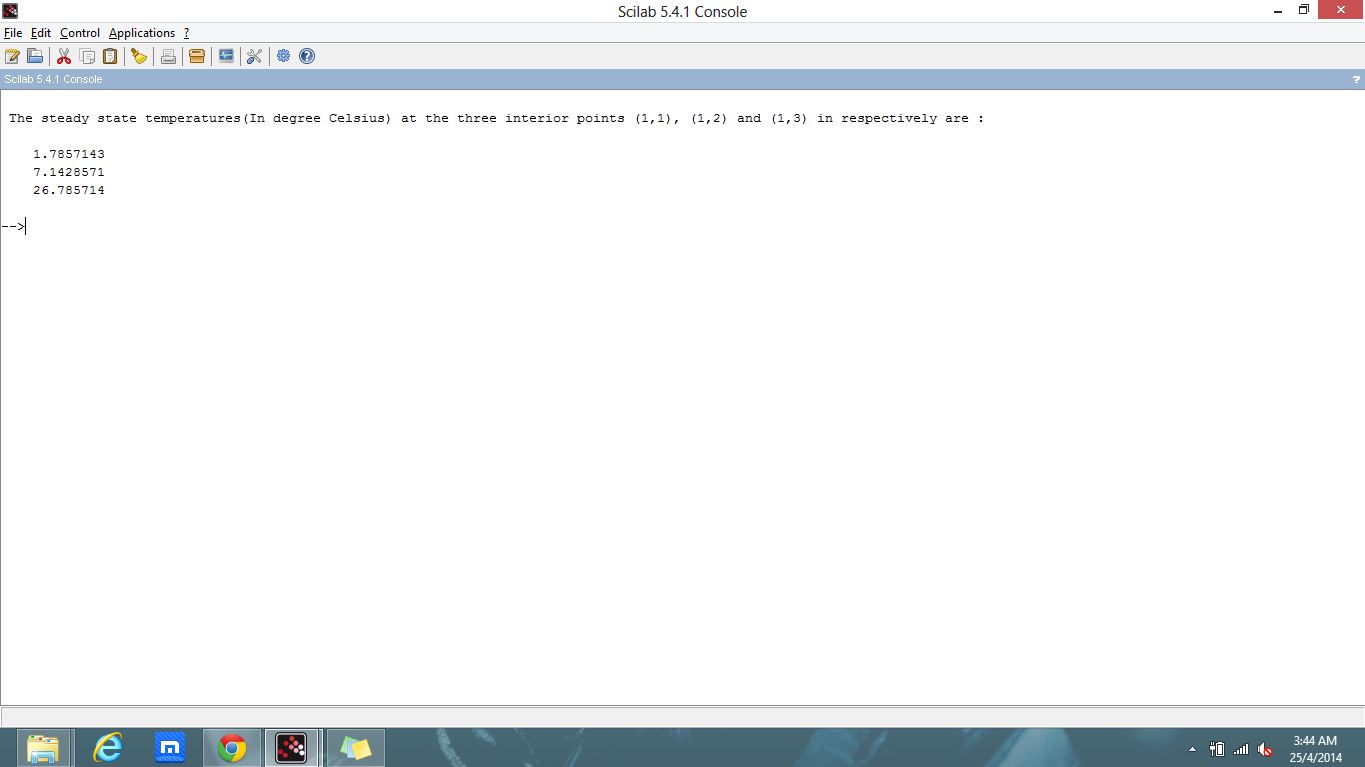 Scilab 5.4.1 Console
File Edit Control Applications ?
Scilab 5.4.1 Console ?
The steady state temperatures(In degree Celsius) at the three interior points (1,1), (1,2) and (1,3) in respectively are :
1.7857143
7.1428571
26.785714
-->
3:44 AM
25/4/2014